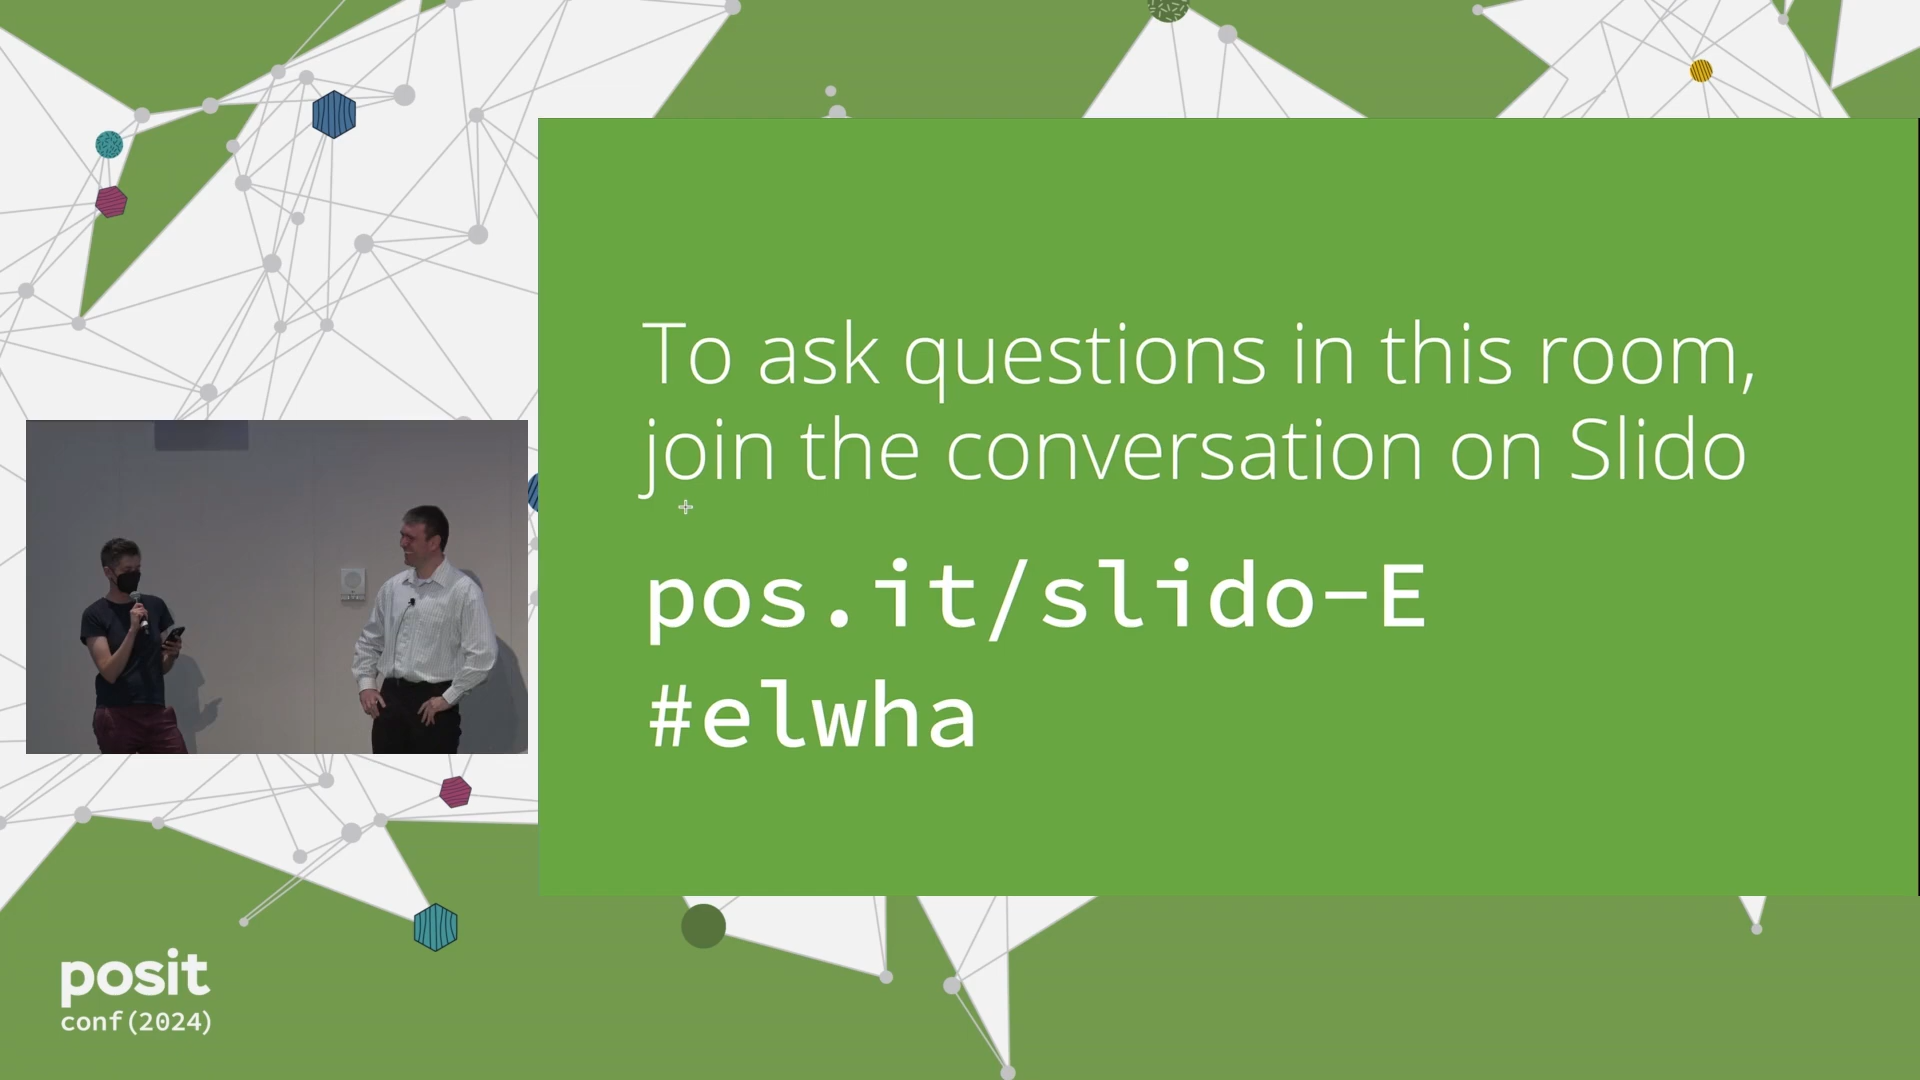 To ask questions in this room,
join the conversation on Slido
pos.it/slido-E
#elwha
posit
conf(2024)